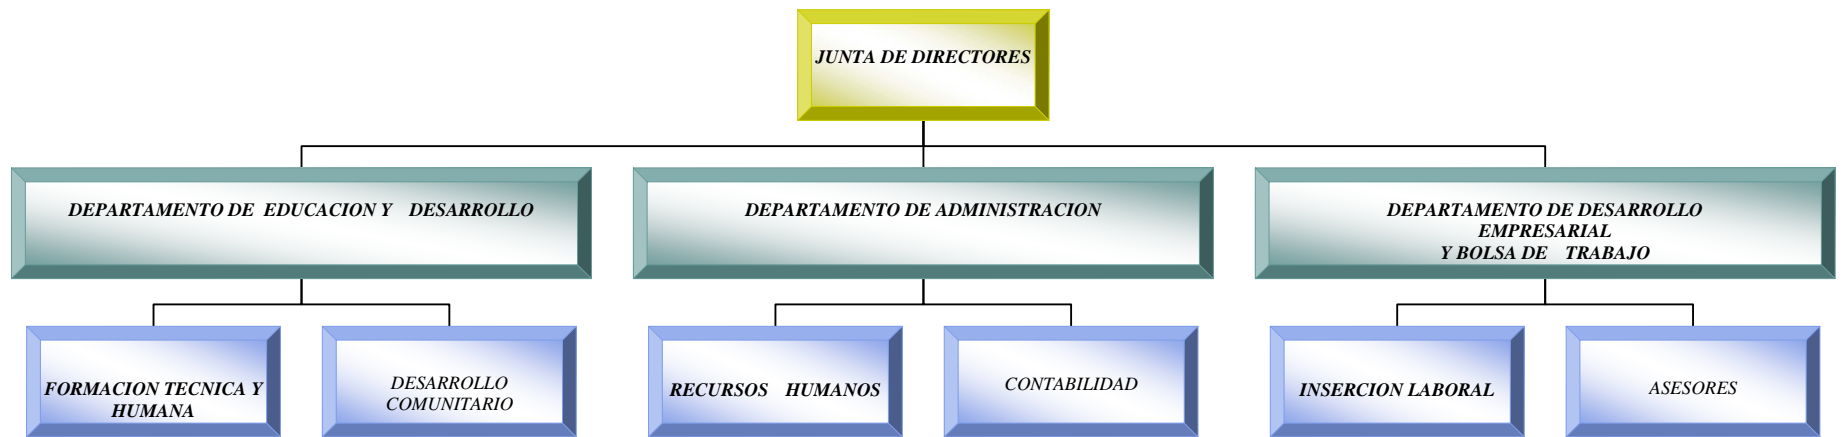 JUNTA DE DIRECTORES
DEPARTAMENTO DE EDUCACION Y DESARROLLO
DEPARTAMENTO DE ADMINISTRACION
DEPARTAMENTO DE DESARROLLO
EMPRESARIAL
Y BOLSA DE TRABAJO
FORMACION TECNICA Y
HUMANA
DESARROLLO
COMUNITARIO
RECURSOS HUMANOS
CONTABILIDAD
INSERCION LABORAL
ASESORES